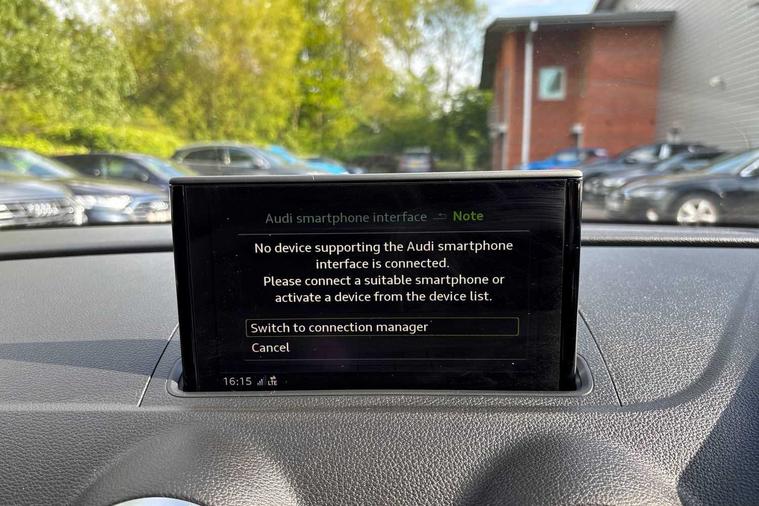 Audi smartphone interface Note
No device supporting the Audi smartphone
interface is connected.
Please connect a suitable smartphone or
activate a device from the device list.
Switch to connection manager
Cancel
16:15 LTE